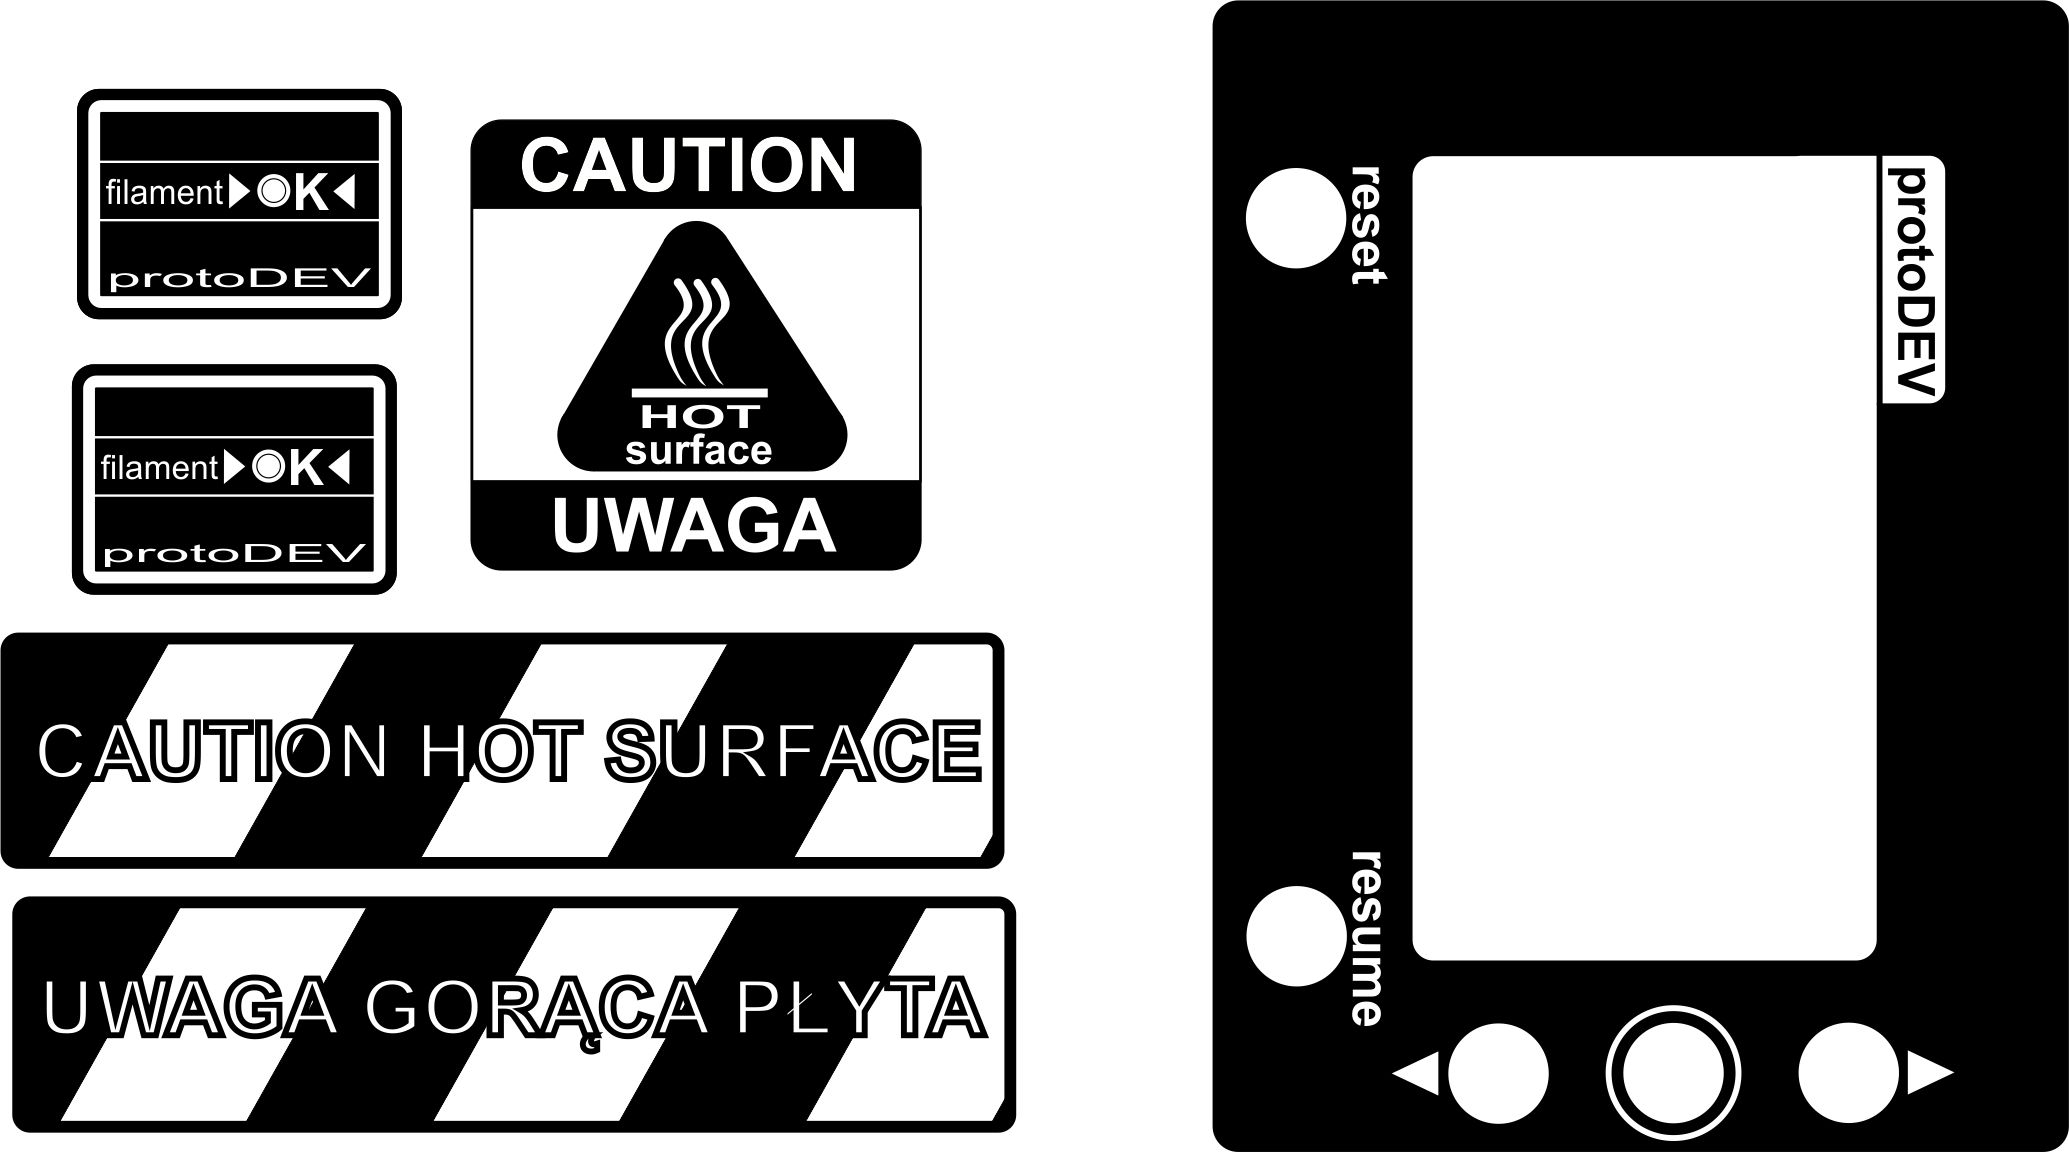 filament OK
protoDEV
filament OK
protoDEV
CAUTION
HOT
surface
UWAGA
CAUTION HOT SURFACE
UWAGA GORĄCA PŁYTA
reset
protoDEV
resume